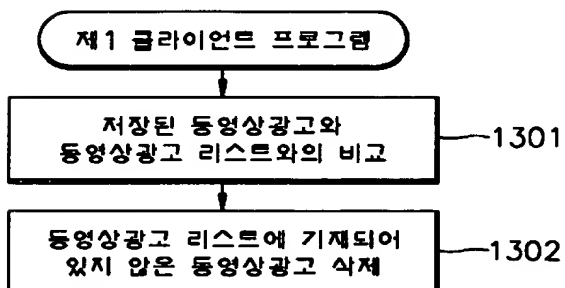 제1 클라이언트 프로그램
저장된 동영상광고와
동영상광고 리스트와의 비교
1301
동영상광고 리스트에 기재되어
있지 않은 동영상광고 삭제
1302